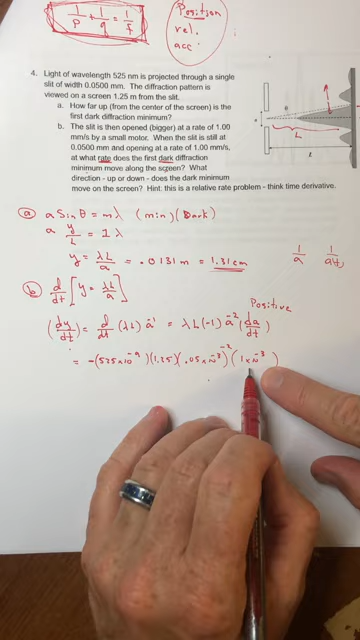 1/p + 1/q = 1/f
Position
vel.
acc.
4. Light of wavelength 525 nm is projected through a single
slit of width 0.0500 mm. The diffraction pattern is
viewed on a screen 1.25 m from the slit.
a. How far up (from the center of the screen) is the
first dark diffraction minimum?
b. The slit is then opened (bigger) at a rate of 1.00
mm/s by a small motor. When the slit is still at
0.0500 mm and opening at a rate of 1.00 mm/s,
at what rate does the first dark diffraction
minimum move along the screen? What
direction - up or down - does the dark minimum
move on the screen? Hint: this is a relative rate problem - think time derivative.
θ
a
L
ⓐ a Sin θ = mλ (min) (Dark)
a y/L = 1 λ
y = λL/a = .0131 m = 1.31 cm
1/a
ⓑ d/dt [ y = λL/a ]
Positive
(dy/dt) = d/dt (λL) a⁻¹ = λL(-1) a⁻² (da/dt)
= -(525x10⁻⁹)(1.25)(.05x10⁻³)⁻² (1x10⁻³)